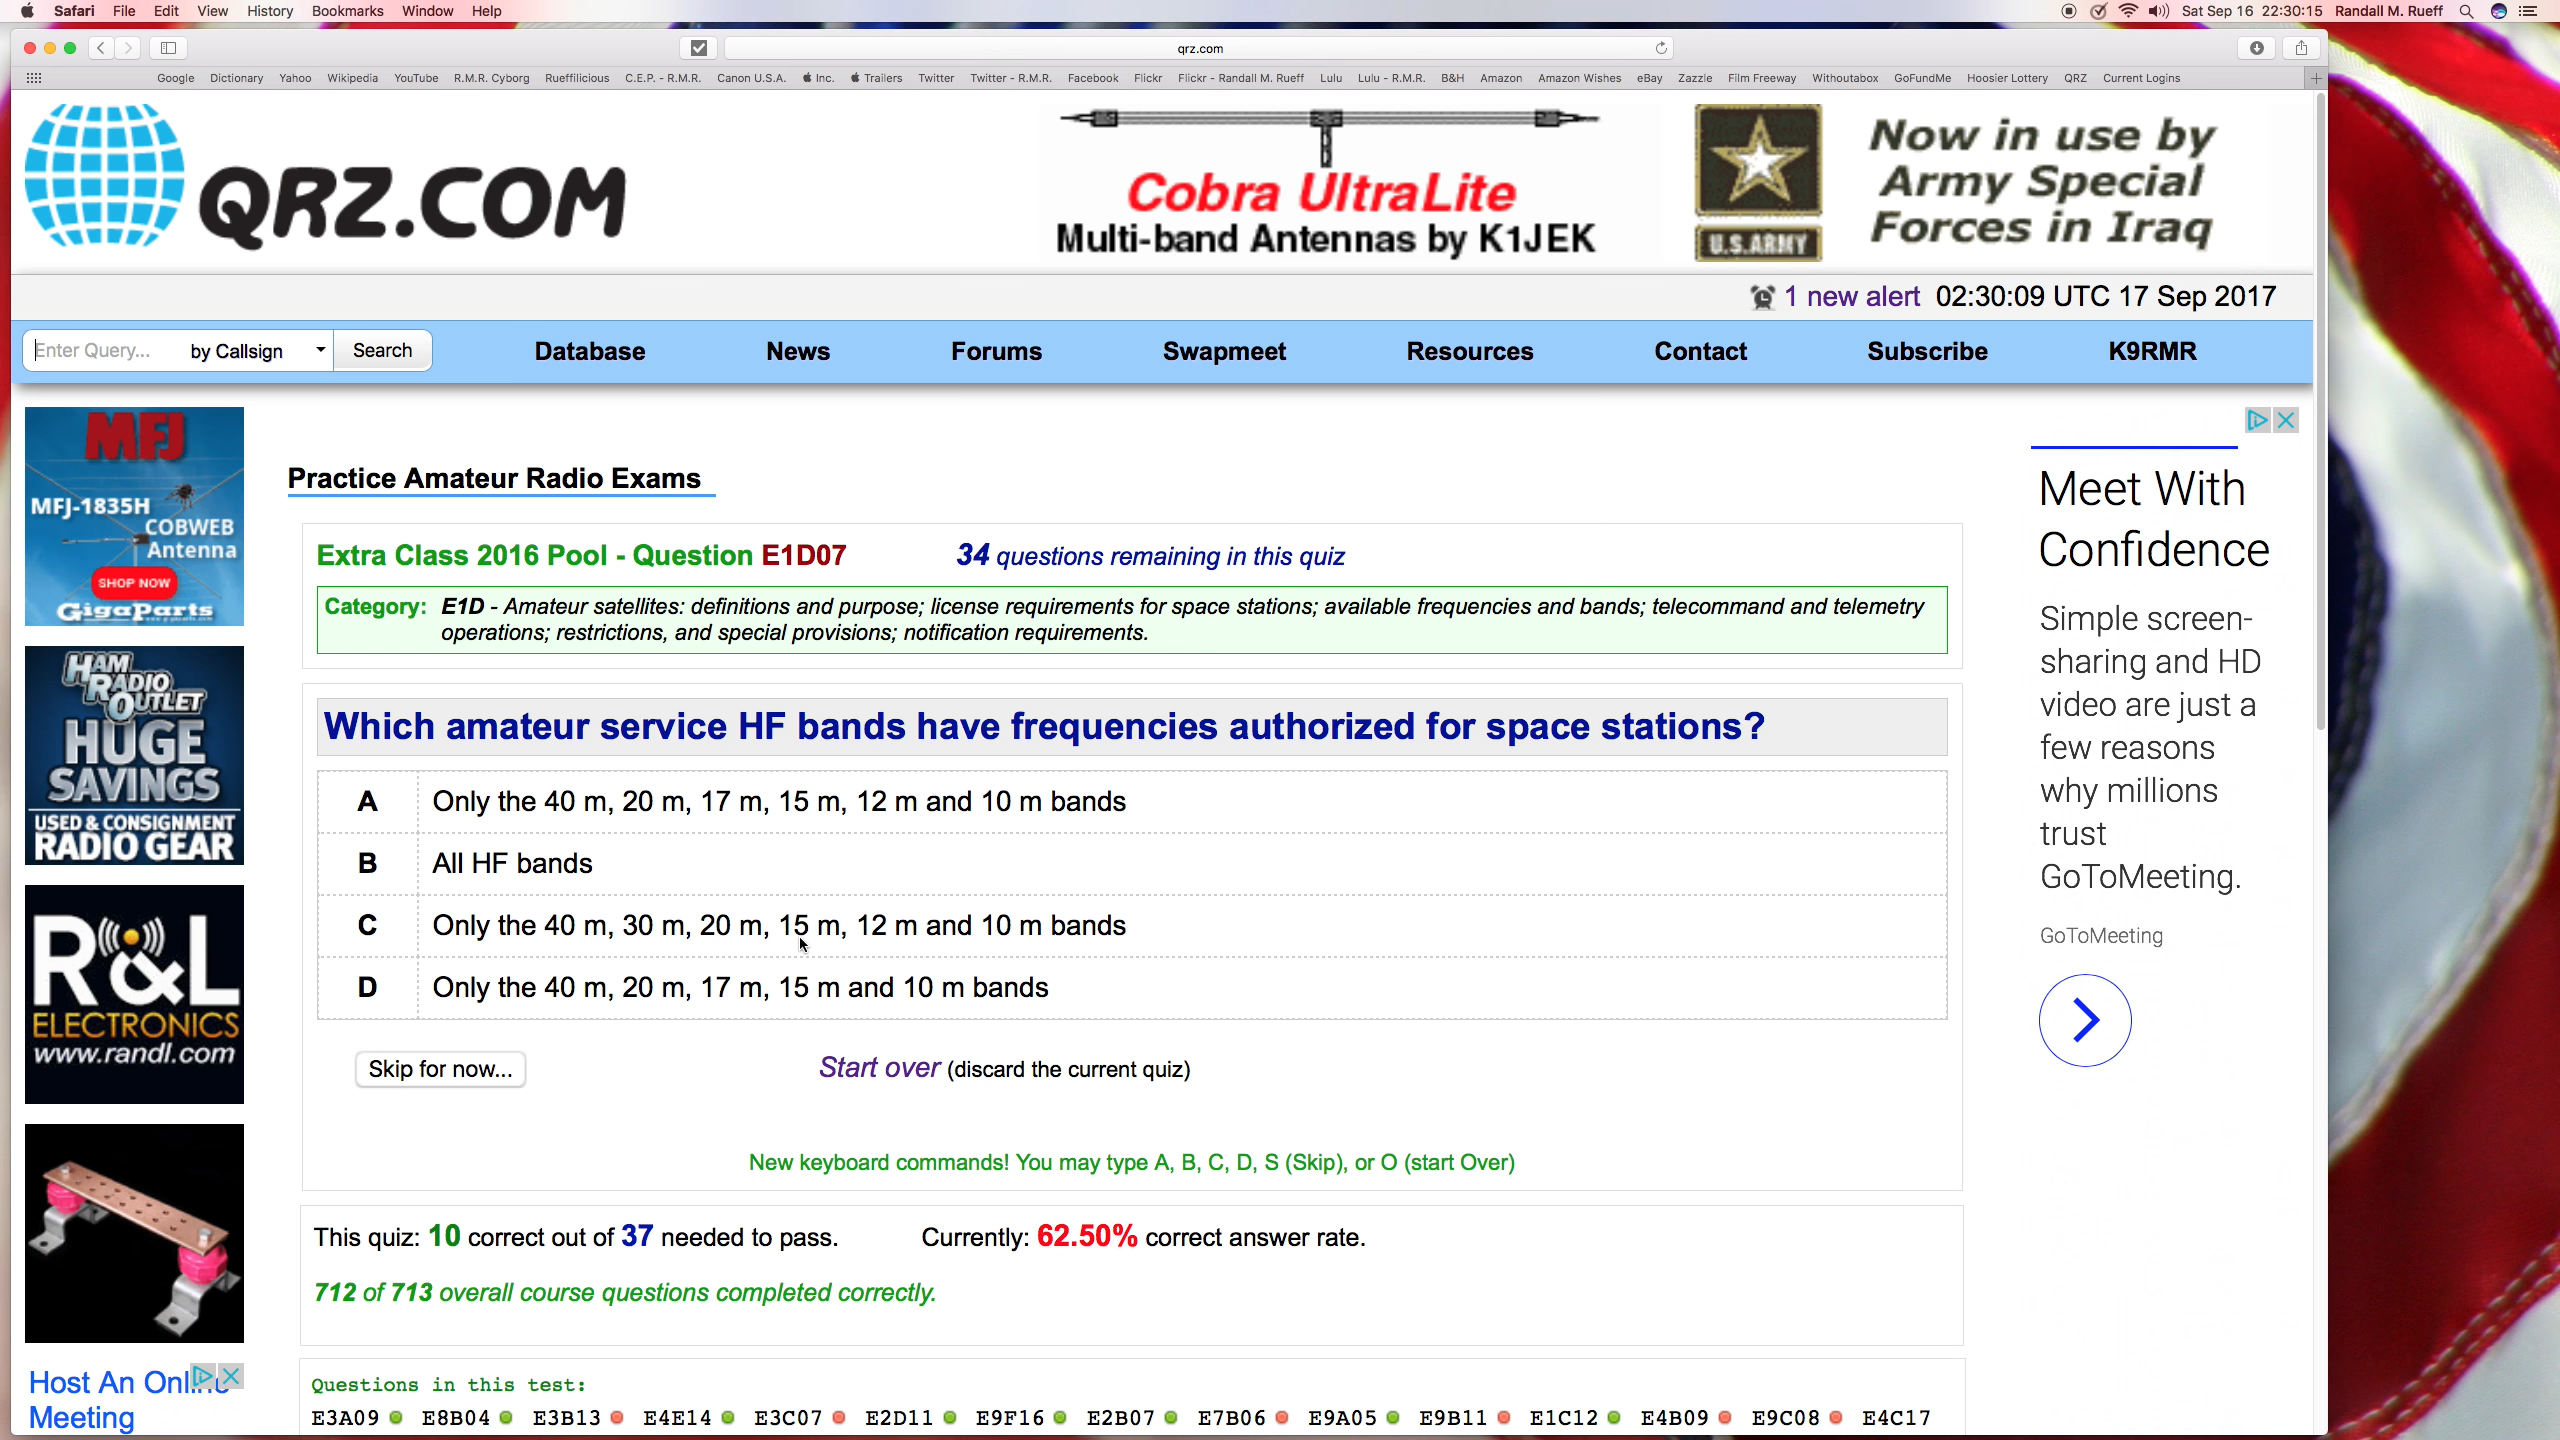 Safari File Edit View History Bookmarks Window Help
Sat Sep 16 22:30:15 Randall M. Rueff
qrz.com
Google Dictionary Yahoo Wikipedia YouTube R.M.R. Cyborg Rueffilicious C.E.P. - R.M.R. Canon U.S.A. Inc. Trailers Twitter Twitter - R.M.R. Facebook Flickr Flickr - Randall M. Rueff Lulu Lulu - R.M.R. B&H Amazon Amazon Wishes eBay Zazzle Film Freeway Withoutabox GoFundMe Hoosier Lottery QRZ Current Logins
QRZ.COM
Cobra UltraLite
Multi-band Antennas by K1JEK
U.S.ARMY
Now in use by
Army Special
Forces in Iraq
1 new alert 02:30:09 UTC 17 Sep 2017
Enter Query... by Callsign Search Database News Forums Swapmeet Resources Contact Subscribe K9RMR
MFJ
MFJ-1835H
COBWEB
Antenna
SHOP NOW
GigaParts
HAM
RADIO
OUTLET
HUGE
SAVINGS
USED & CONSIGNMENT
RADIO GEAR
R&L
ELECTRONICS
www.randl.com
Host An Onl
Meeting
Practice Amateur Radio Exams
Extra Class 2016 Pool - Question E1D07 34 questions remaining in this quiz
Category: E1D - Amateur satellites: definitions and purpose; license requirements for space stations; available frequencies and bands; telecommand and telemetry
operations; restrictions, and special provisions; notification requirements.
Which amateur service HF bands have frequencies authorized for space stations?
A Only the 40 m, 20 m, 17 m, 15 m, 12 m and 10 m bands
B All HF bands
C Only the 40 m, 30 m, 20 m, 15 m, 12 m and 10 m bands
D Only the 40 m, 20 m, 17 m, 15 m and 10 m bands
Skip for now... Start over (discard the current quiz)
New keyboard commands! You may type A, B, C, D, S (Skip), or O (start Over)
This quiz: 10 correct out of 37 needed to pass. Currently: 62.50% correct answer rate.
712 of 713 overall course questions completed correctly.
Questions in this test:
E3A09 E8B04 E3B13 E4E14 E3C07 E2D11 E9F16 E2B07 E7B06 E9A05 E9B11 E1C12 E4B09 E9C08 E4C17
Meet With
Confidence
Simple screen-
sharing and HD
video are just a
few reasons
why millions
trust
GoToMeeting.
GoToMeeting